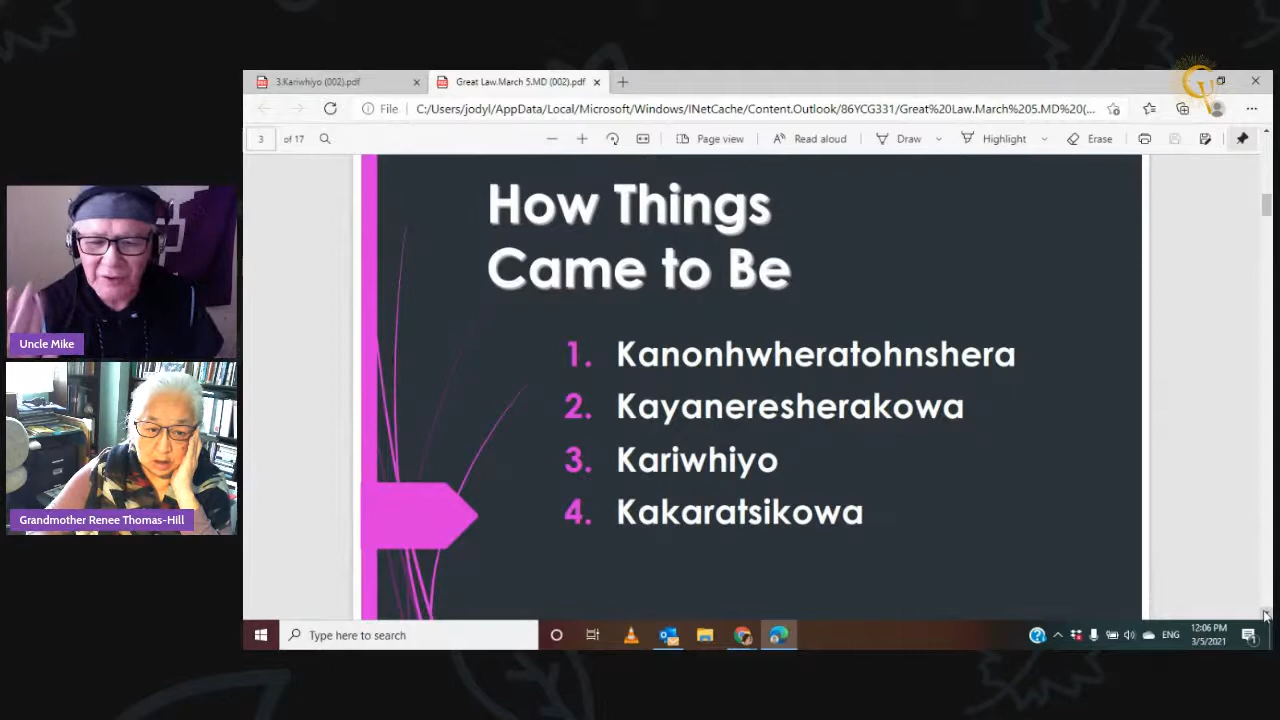 3.Kariwhiyo (002).pdf
Great Law.March 5.MD (002).pdf
File
C:/Users/jodyl/AppData/Local/Microsoft/Windows/INetCache/Content.Outlook/86YCG331/Great%20Law.March%205.MD%20(...
3 of 17
Page view
Read aloud
Draw
Highlight
Erase
How Things
Came to Be
1. Kanonhwheratohnshera
2. Kayaneresherakowa
3. Kariwhiyo
4. Kakaratsikowa
Uncle Mike
Grandmother Renee Thomas-Hill
Type here to search
ENG
12:06 PM
3/5/2021